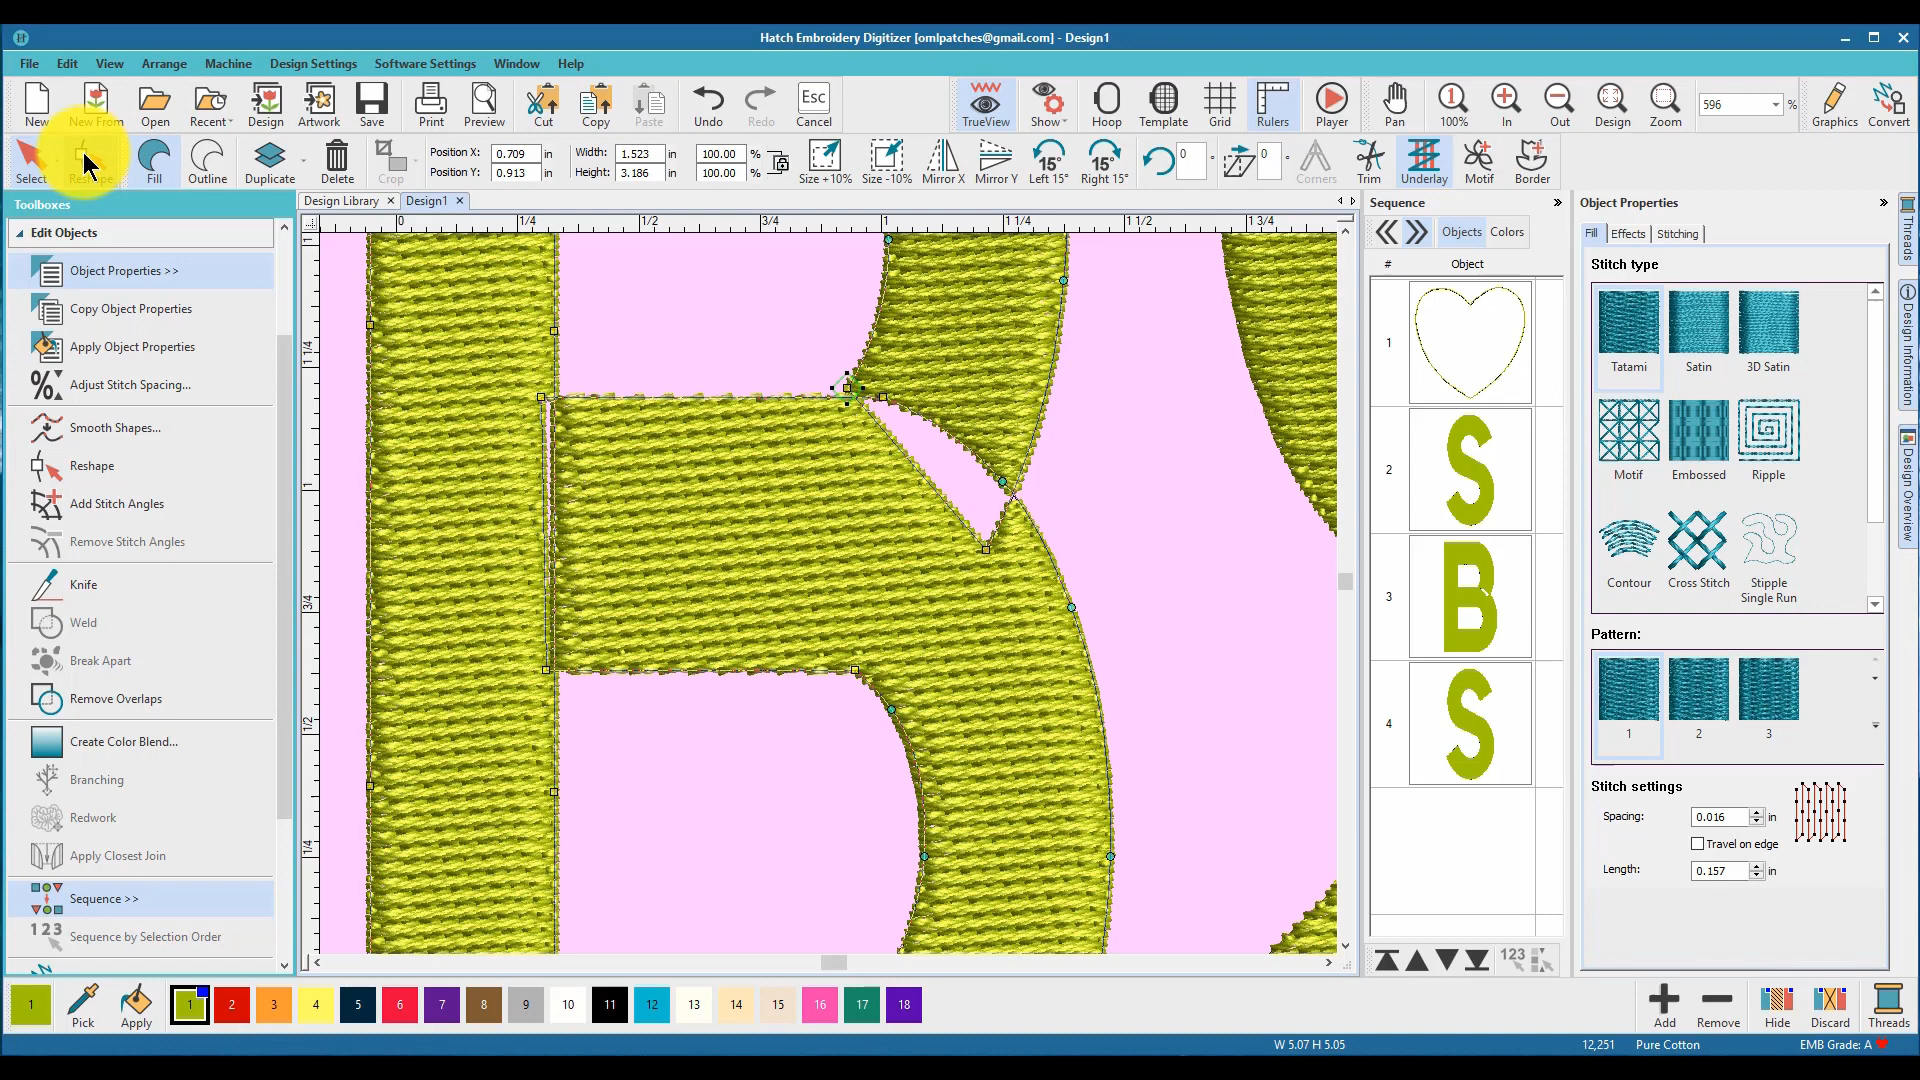 Hatch Embroidery Digitizer [omlpatches@gmail.com] - Design1
File Edit View Arrange Machine Design Settings Software Settings Window Help
New New From Open Recent Design Artwork Save Print Preview Cut Copy Paste Undo Redo Esc Cancel TrueView Show Hoop Template Grid Rulers Player Pan 1 100% In Out Design Zoom 596 % Graphics Convert
Select Reshape Fill Outline Duplicate Delete Crop
Position X: 0.709 in Width: 1.523 in 100.00 %
Position Y: 0.913 in Height: 3.186 in 100.00 %
Size +10% Size -10% Mirror X Mirror Y 15° Left 15° 15° Right 15° 0 ° 0 ° Corners Trim Underlay Motif Border
Toolboxes
Edit Objects
Object Properties >>
Copy Object Properties
Apply Object Properties
Adjust Stitch Spacing...
Smooth Shapes...
Reshape
Add Stitch Angles
Remove Stitch Angles
Knife
Weld
Break Apart
Remove Overlaps
Create Color Blend...
Branching
Redwork
Apply Closest Join
Sequence >>
123 Sequence by Selection Order
Design Library × Design1 ×
0 1/4 1/2 3/4 1 1 1/4 1 1/2 1 3/4
1 1/4
1
3/4
1/2
1/4
Sequence
Objects Colors
# Object
1
2 S
3 B
4 S
123
Object Properties
Fill Effects Stitching
Stitch type
Tatami Satin 3D Satin
Motif Embossed Ripple
Contour Cross Stitch Stipple
Single Run
Pattern:
1 2 3
Stitch settings
Spacing: 0.016 in
Travel on edge
Length: 0.157 in
Threads
Design Information
Design Overview
1 Pick Apply 1 2 3 4 5 6 7 8 9 10 11 12 13 14 15 16 17 18 Add Remove Hide Discard Threads
W 5.07 H 5.05 12,251 Pure Cotton EMB Grade: A